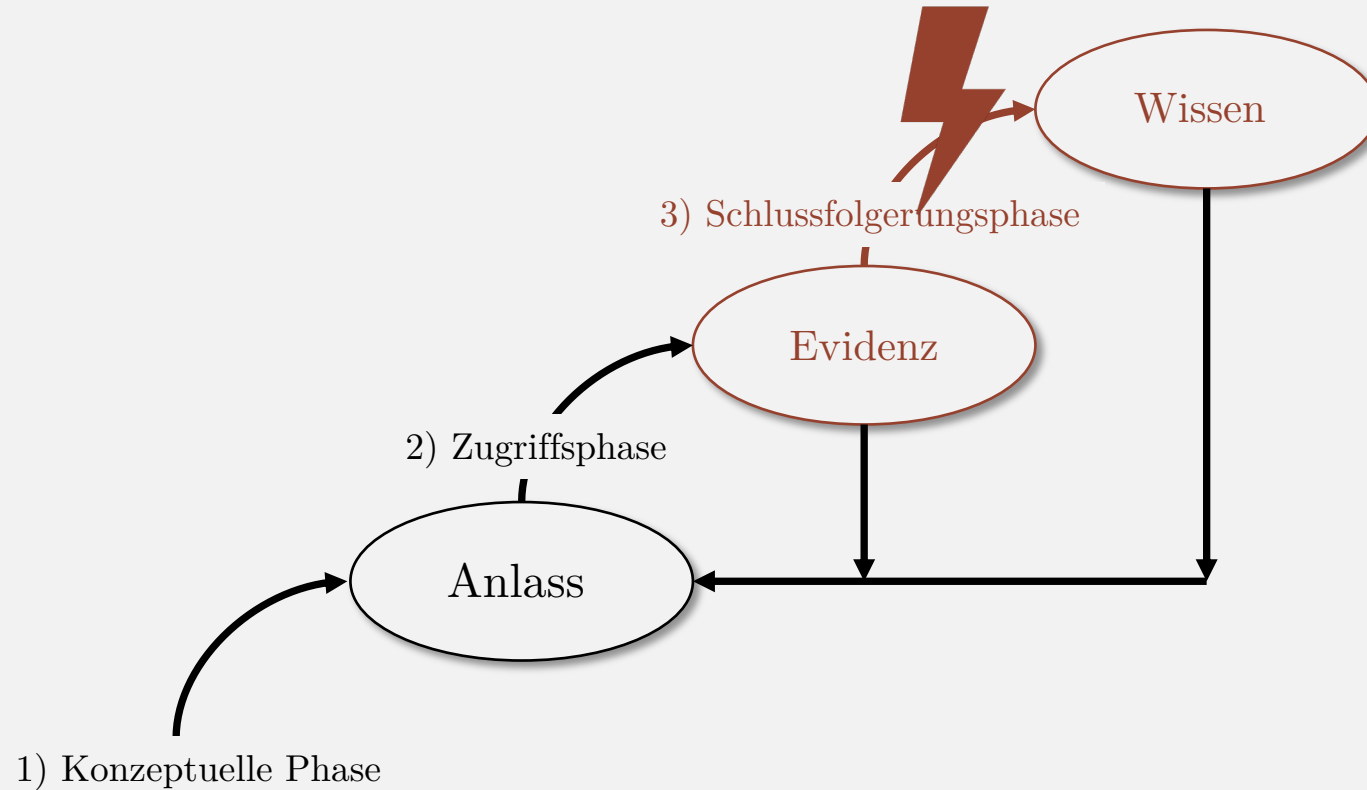 Wissen
3) Schlussfolgerungsphase
Evidenz
2) Zugriffsphase
Anlass
1) Konzeptuelle Phase